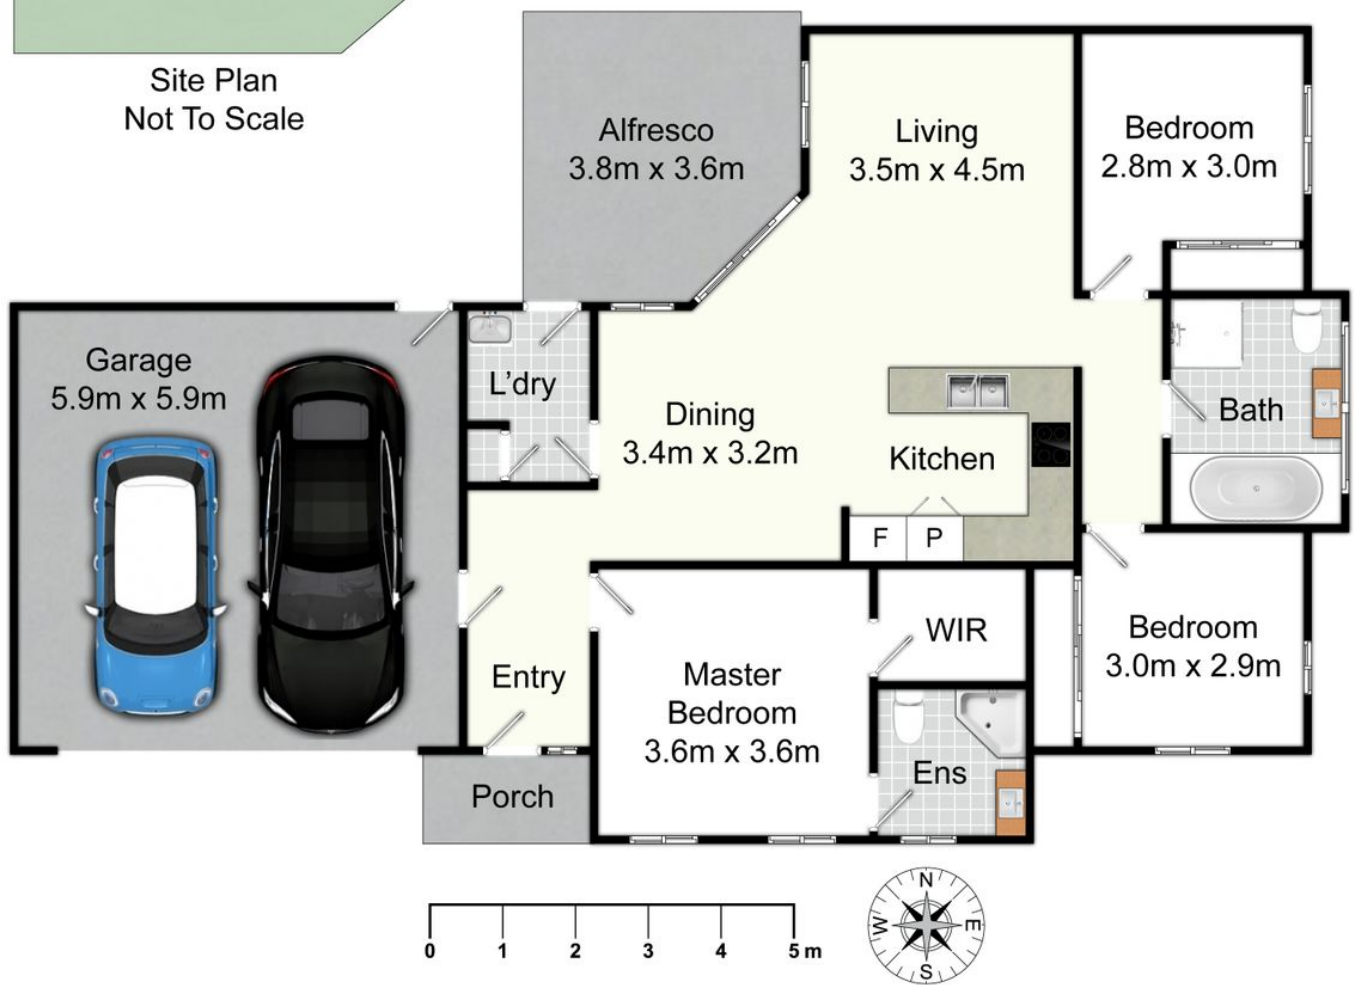 Site Plan
Not To Scale
Alfresco
3.8m x 3.6m
Living
3.5m x 4.5m
Bedroom
2.8m x 3.0m
Garage
5.9m x 5.9m
L'dry
Dining
3.4m x 3.2m
Kitchen
Bath
F
P
Entry
Master
Bedroom
3.6m x 3.6m
WIR
Bedroom
3.0m x 2.9m
Ens
Porch
0 1 2 3 4 5 m
N
W
E
S